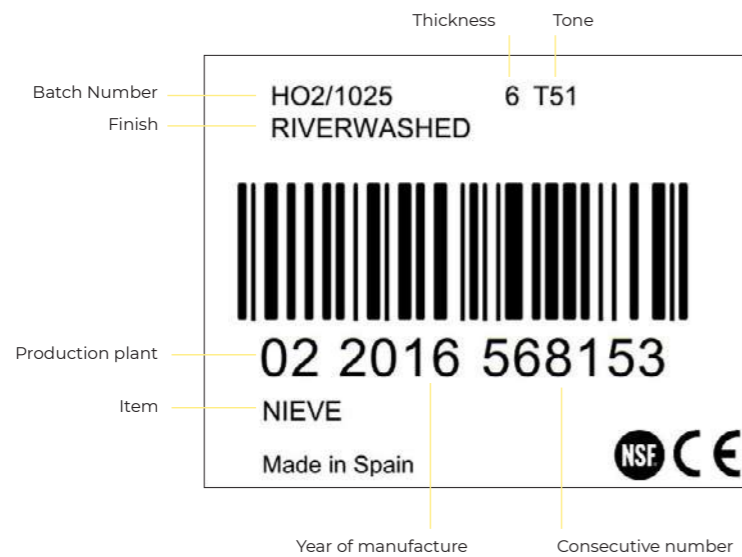 Thickness Tone
Batch Number HO2/1025 6 T51
Finish RIVERWASHED
Production plant 02 2016 568153
Item NIEVE
Made in Spain NSF CE
Year of manufacture Consecutive number